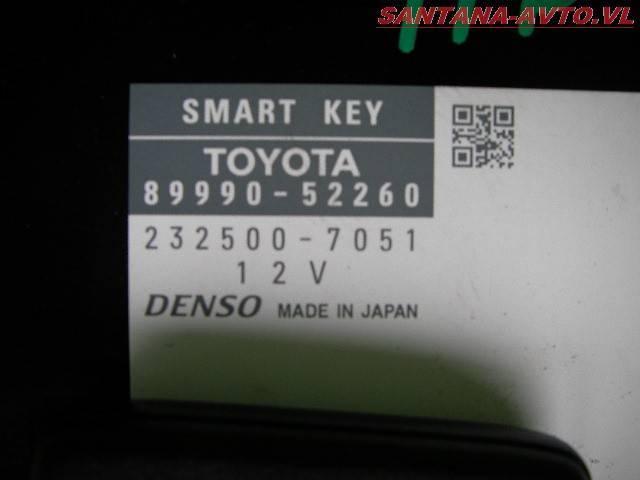 SANTANA-AVTO.VL
SMART KEY
TOYOTA
89990-52260
232500-7051
12V
DENSO MADE IN JAPAN